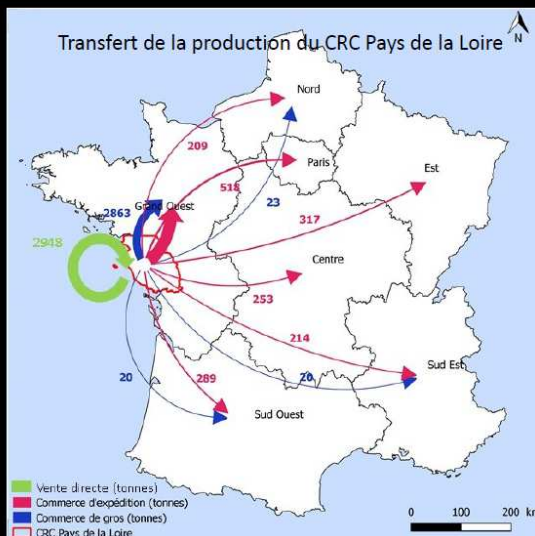 Transfert de la production du CRC Pays de la Loire
N
Nord
209
Paris
518
Est
Grand Ouest
2863
23
317
2948
Centre
253
214
Sud Est
20
289
20
Sud Ouest
Vente directe (tonnes)
Commerce d'expédition (tonnes)
Commerce de gros (tonnes)
CRC Pays de la Loire
0 100 200 km